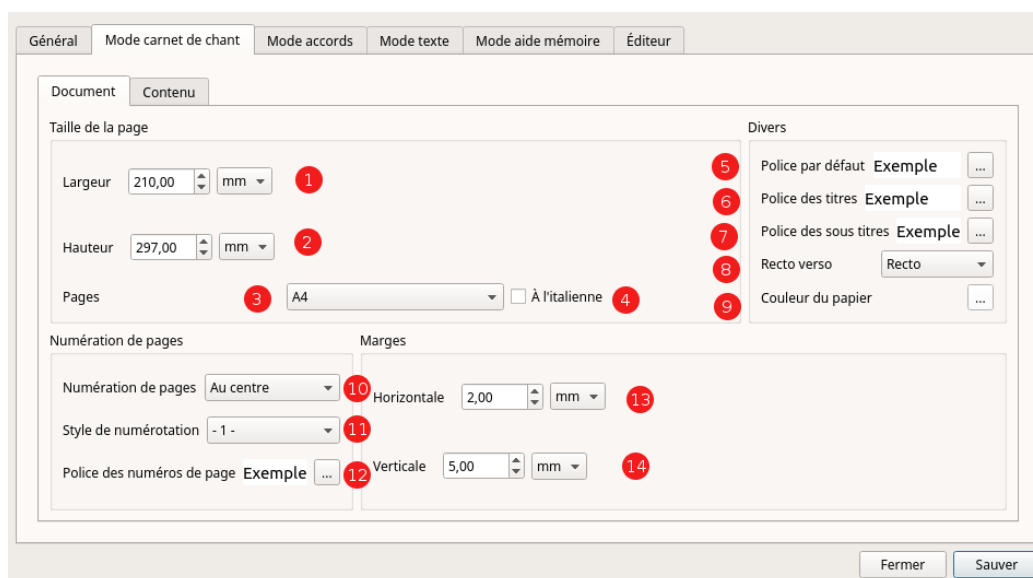 Général Mode carnet de chant Mode accords Mode texte Mode aide mémoire Éditeur
Document Contenu
Taille de la page
Largeur 210,00 mm 1
Hauteur 297,00 mm 2
Pages 3 A4 À l'italienne 4
Divers
5 Police par défaut Exemple ...
6 Police des titres Exemple ...
7 Police des sous titres Exemple ...
8 Recto verso Recto
9 Couleur du papier ...
Numération de pages
Numération de pages Au centre 10
Style de numérotation - 1 - 11
Police des numéros de page Exemple ... 12
Marges
Horizontale 2,00 mm 13
Verticale 5,00 mm 14
Fermer Sauver